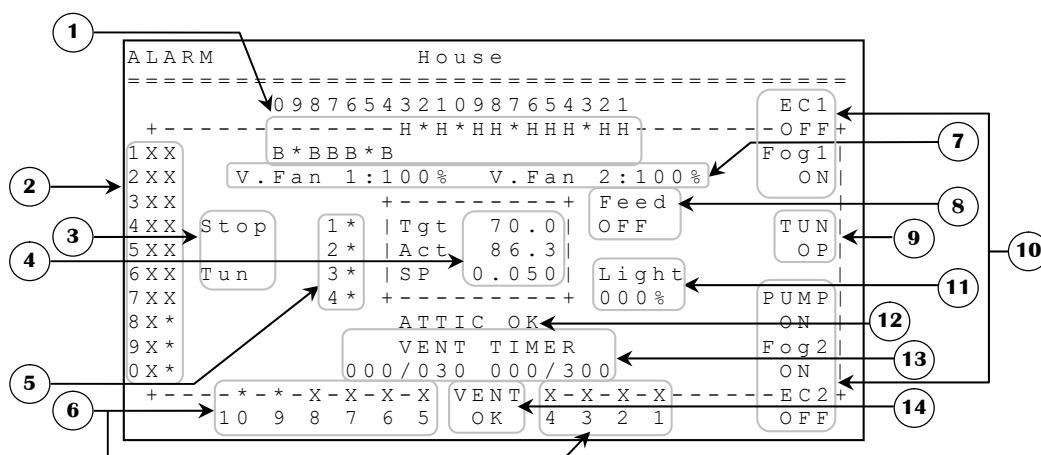 1
ALARM House
=======================================
09876543210987654321 EC1
+--------------H*H*HH*HHH*HH-----------OFF+
1XX B*BBB*B Fog1|
2XX V.Fan 1:100% V.Fan 2:100% ON|
7
2
3XX +----------+ Feed
3 4XX Stop 1* |Tgt 70.0| OFF TUN|
8
9
4 5XX 2* |Act 86.3| OP|
10
6XX Tun 3* |SP 0.050| Light |
11
7XX 4* +----------+ 000% PUMP
8X* ATTIC OK ON
12
9X* VENT TIMER Fog2
13
5 0X* 000/030 000/300 ON
6 +----*-*-X-X-X-X VENT X-X-X-X-----EC2+
14
10 9 8 7 6 5 OK 4 3 2 1 OFF